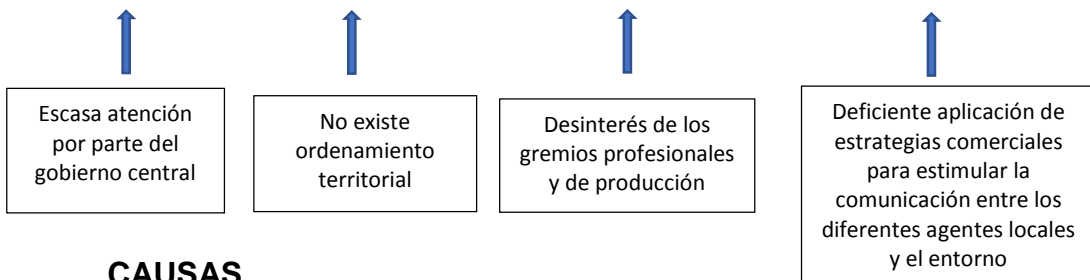 Escasa atención
por parte del
gobierno central
No existe
ordenamiento
territorial
Desinterés de los
gremios profesionales
y de producción
Deficiente aplicación de
estrategias comerciales
para estimular la
comunicación entre los
diferentes agentes locales
y el entorno
CAUSAS